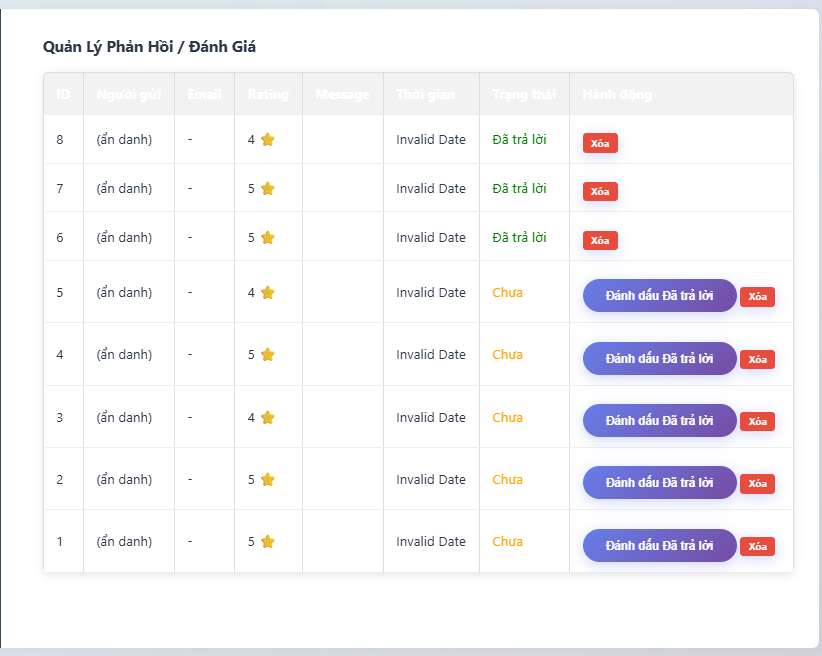 Quản Lý Phản Hồi / Đánh Giá
ID Người gửi Email Rating Message Thời gian Trạng thái Hành động
8 (ẩn danh) - 4 ⭐ Invalid Date Đã trả lời Xóa
7 (ẩn danh) - 5 ⭐ Invalid Date Đã trả lời Xóa
6 (ẩn danh) - 5 ⭐ Invalid Date Đã trả lời Xóa
5 (ẩn danh) - 4 ⭐ Invalid Date Chưa Đánh dấu Đã trả lời Xóa
4 (ẩn danh) - 5 ⭐ Invalid Date Chưa Đánh dấu Đã trả lời Xóa
3 (ẩn danh) - 4 ⭐ Invalid Date Chưa Đánh dấu Đã trả lời Xóa
2 (ẩn danh) - 5 ⭐ Invalid Date Chưa Đánh dấu Đã trả lời Xóa
1 (ẩn danh) - 5 ⭐ Invalid Date Chưa Đánh dấu Đã trả lời Xóa